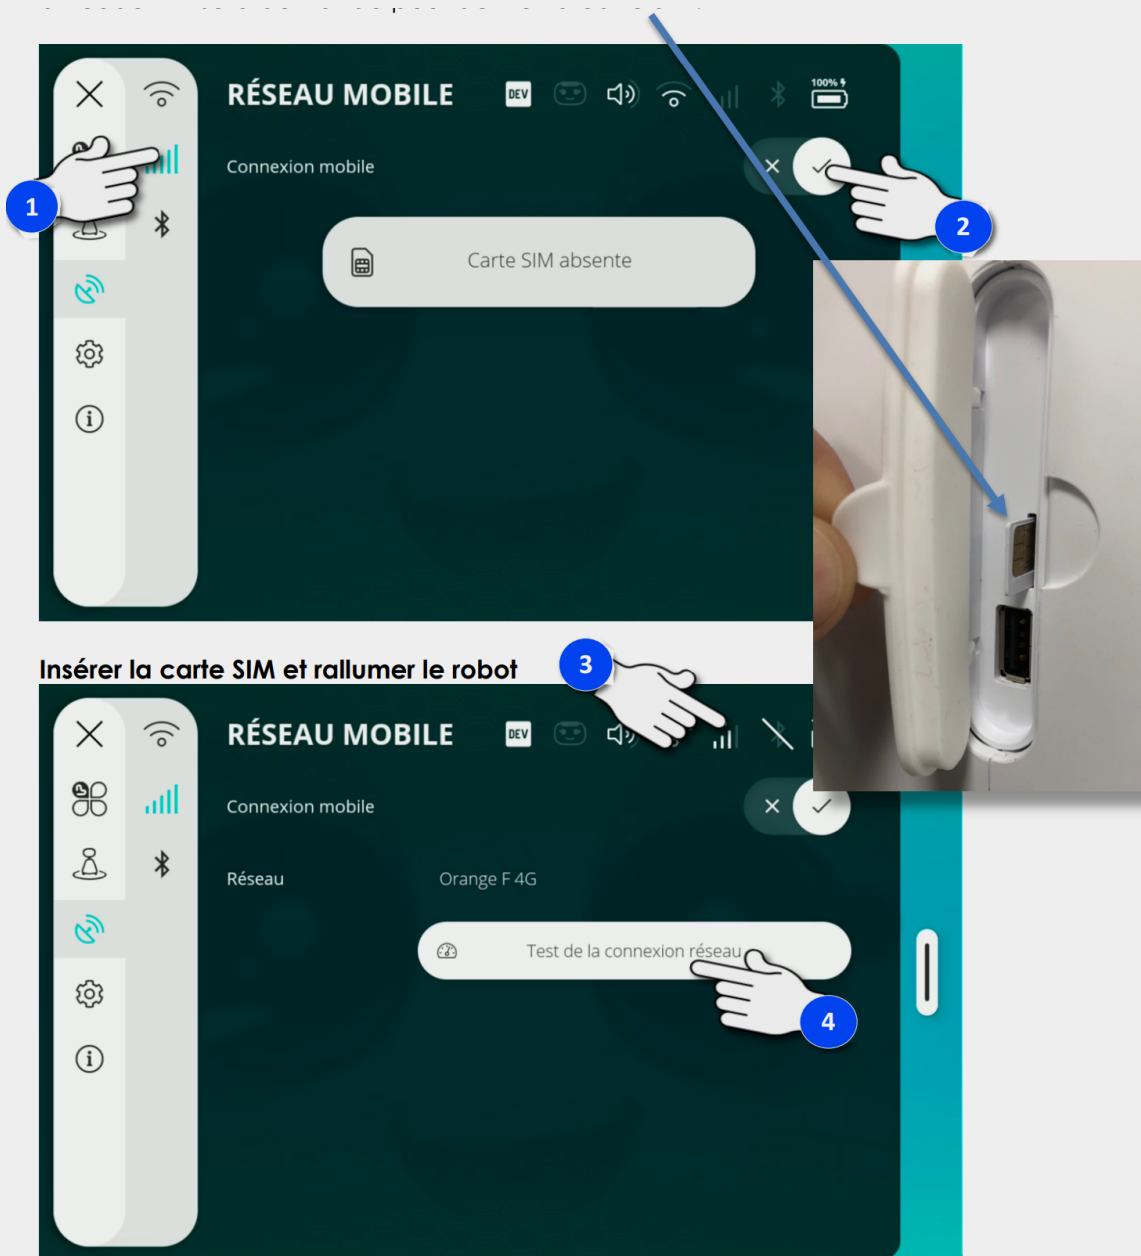 RÉSEAU MOBILE
DEV
100%
Connexion mobile
1
2
Carte SIM absente
Insérer la carte SIM et rallumer le robot
3
RÉSEAU MOBILE
DEV
Connexion mobile
Réseau
Orange F 4G
Test de la connexion réseau
4